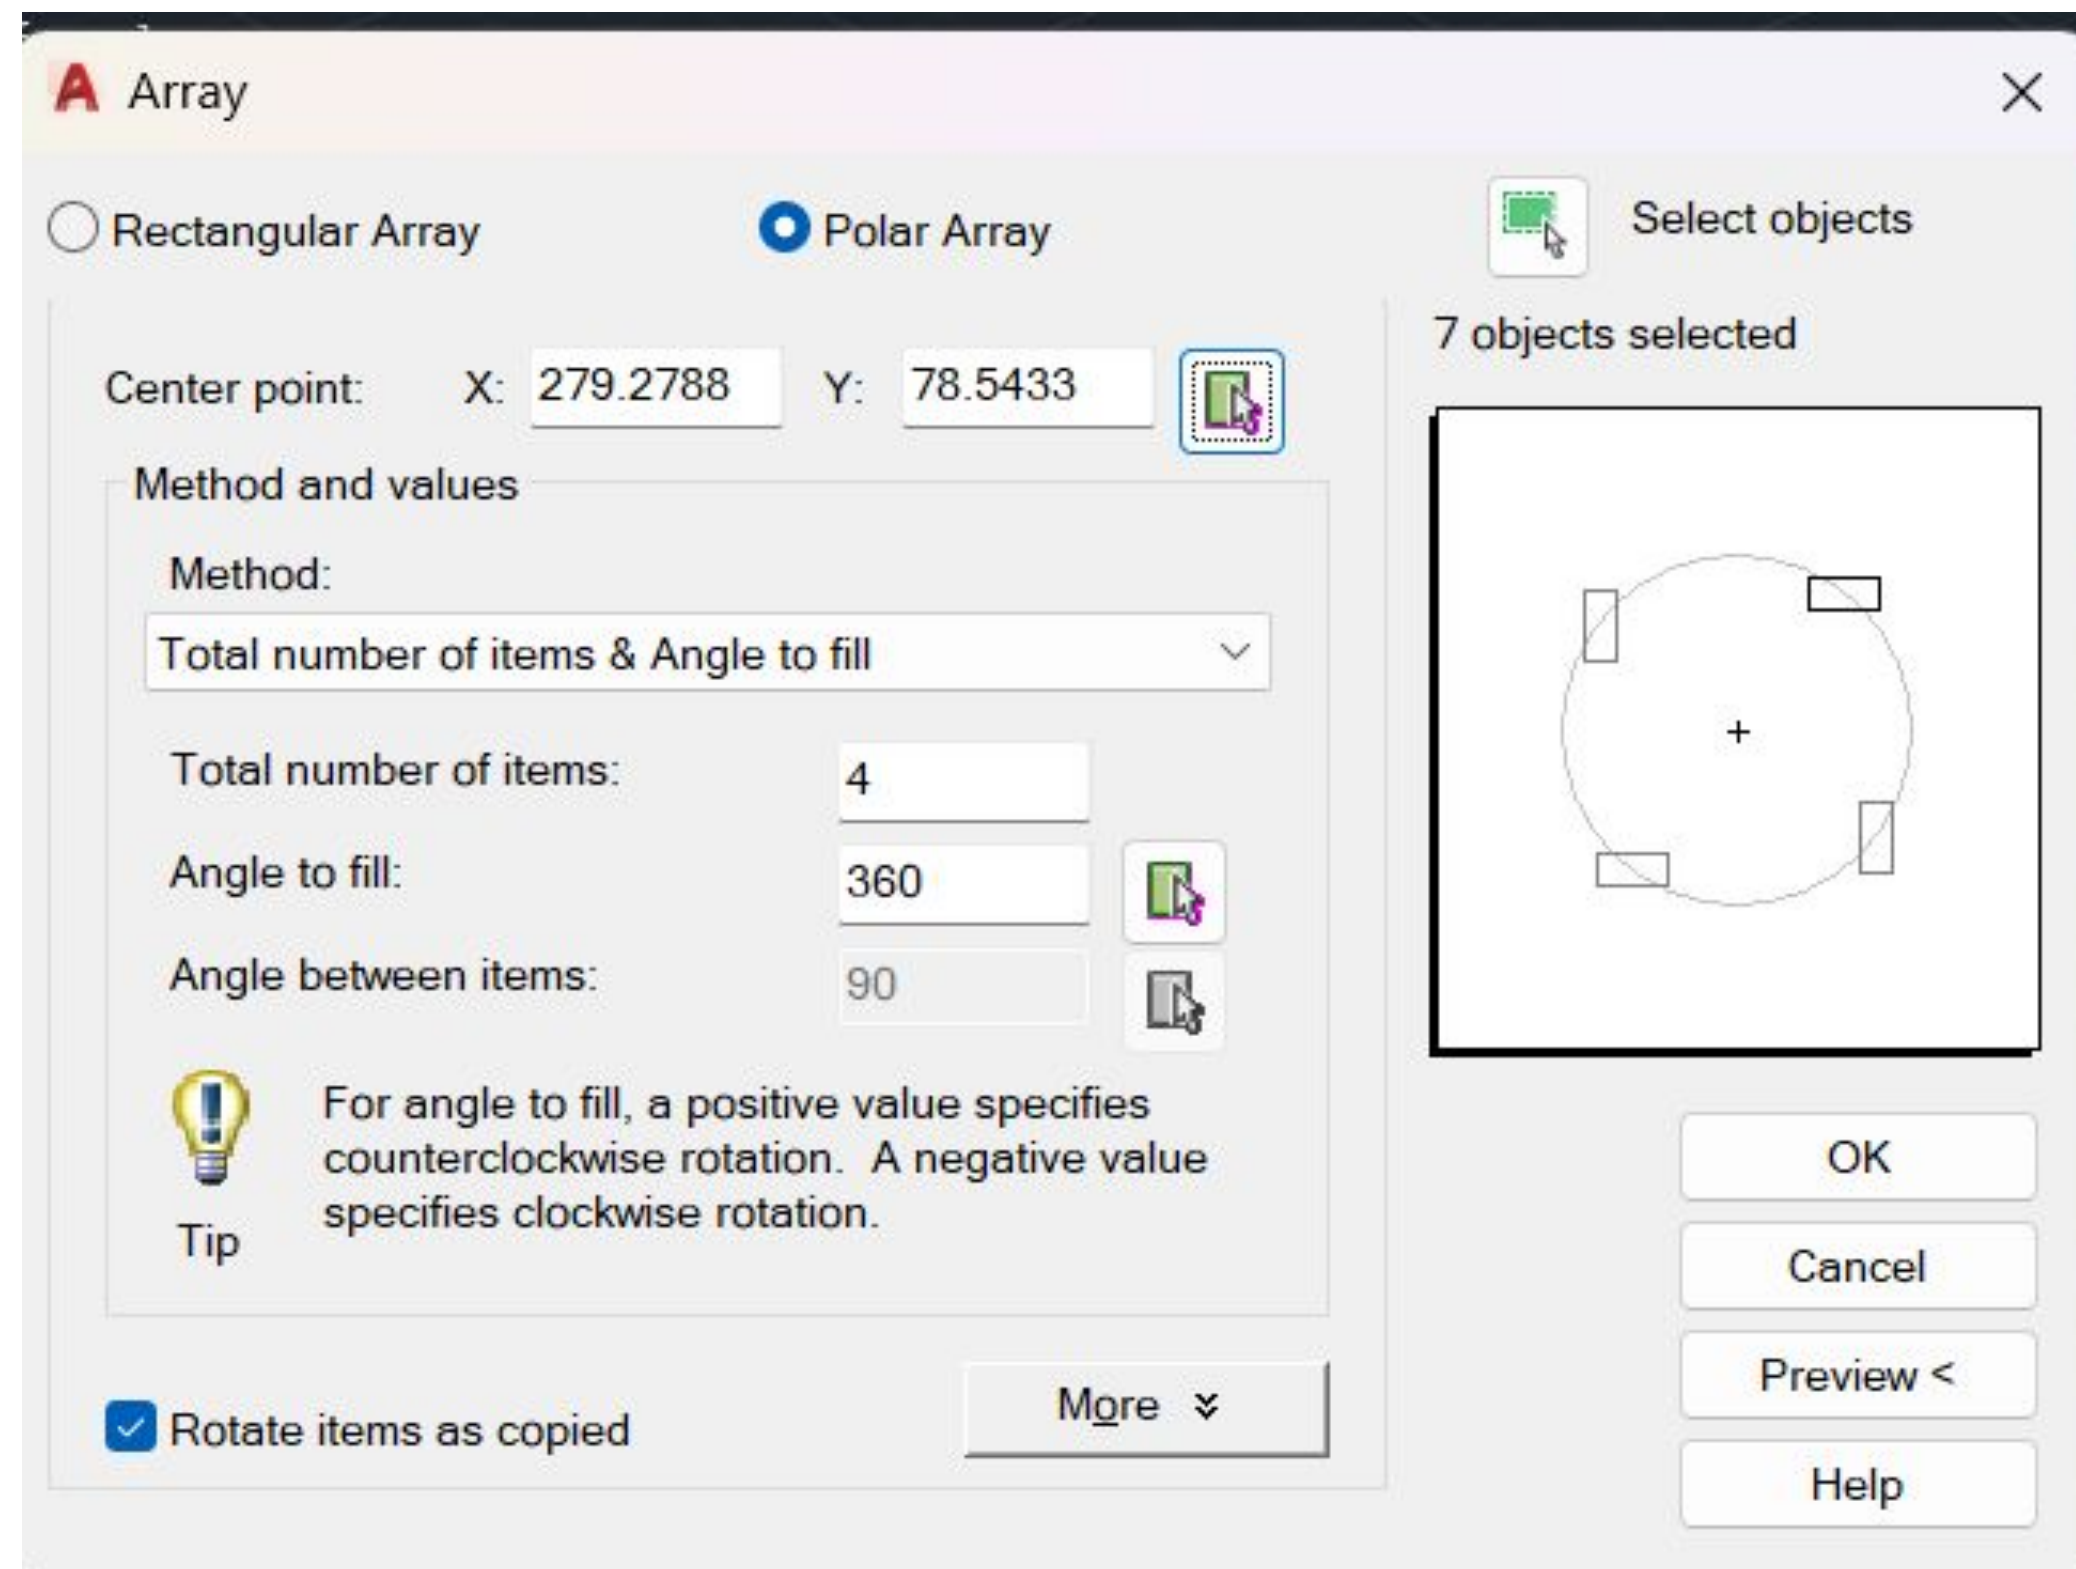 Array
Rectangular Array
Polar Array
Select objects
7 objects selected
Center point: X: 279.2788 Y: 78.5433
Method and values
Method:
Total number of items & Angle to fill
Total number of items: 4
Angle to fill: 360
Angle between items: 90
For angle to fill, a positive value specifies
counterclockwise rotation. A negative value
specifies clockwise rotation.
Tip
Rotate items as copied
More
OK
Cancel
Preview <
Help